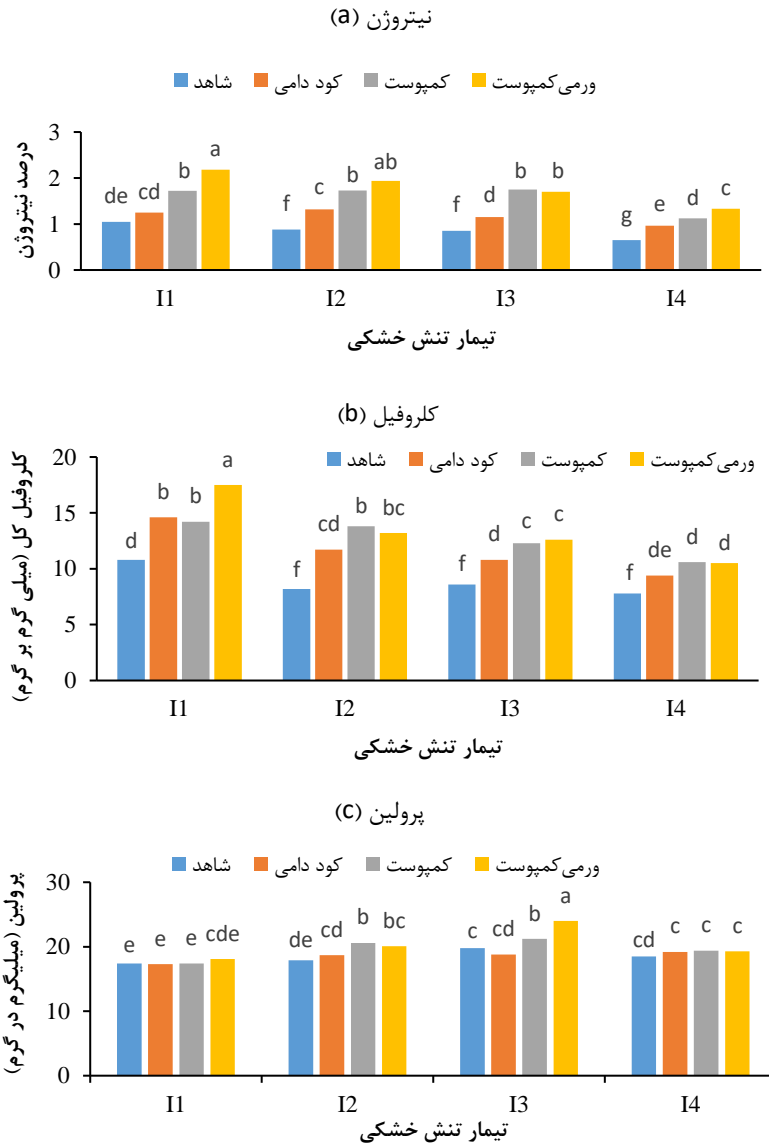 نیتروژن (a)
شاهد کود دامی کمپوست ورمی‌کمپوست
درصد نیتروژن
3
2
1
0
de cd b a
f c b ab
f d b b
g e d c
I1 I2 I3 I4
تیمار تنش خشکی
کلروفیل (b)
شاهد کود دامی کمپوست ورمی‌کمپوست
کلروفیل کل (میلی گرم بر گرم)
20
15
10
5
0
d b b a
f cd b bc
f d c c
f de d d
I1 I2 I3 I4
تیمار تنش خشکی
پرولین (c)
شاهد کود دامی کمپوست ورمی‌کمپوست
پرولین (میلیگرم در گرم)
30
20
10
0
e e e cde
de cd b bc
c cd b a
cd c c c
I1 I2 I3 I4
تیمار تنش خشکی